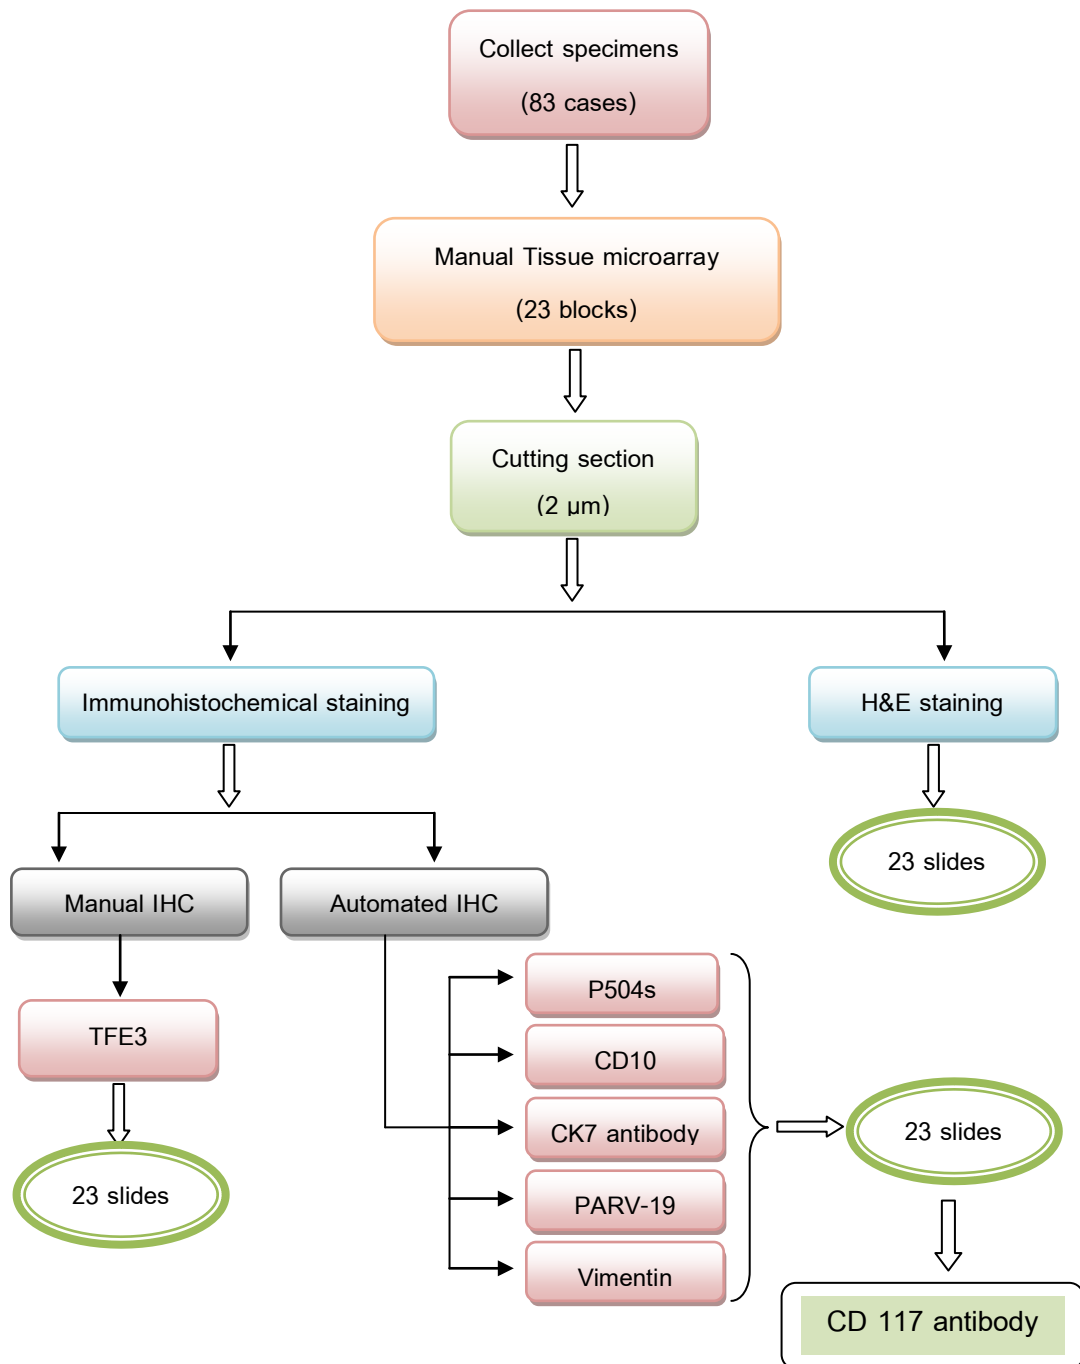 Collect specimens
(83 cases)
Manual Tissue microarray
(23 blocks)
Cutting section
(2 µm)
Immunohistochemical staining
H&E staining
23 slides
Manual IHC
Automated IHC
TFE3
23 slides
P504s
CD10
CK7 antibody
PARV-19
Vimentin
23 slides
CD 117 antibody